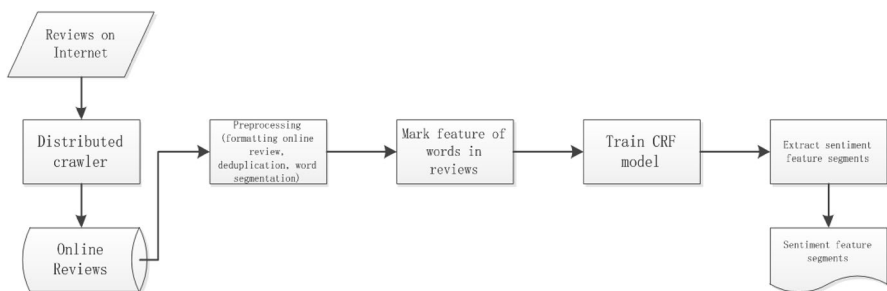 Reviews on
Internet
Distributed
crawler
Online
Reviews
Preprocessing
(formatting online
review,
deduplication, word
segmentation)
Mark feature of
words in
reviews
Train CRF
model
Extract sentiment
feature segments
Sentiment feature
segments